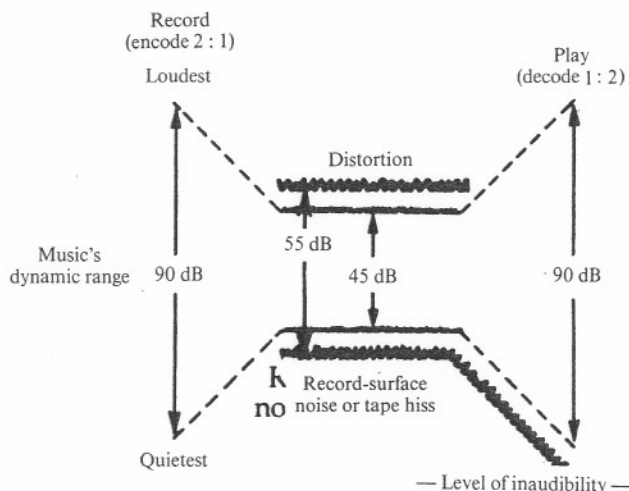 Record
(encode 2 : 1)
Loudest
Play
(decode 1 : 2)
Distortion
55 dB
Music's
dynamic range
90 dB
45 dB
90 dB
Record-surface
noise or tape hiss
no
Quietest
— Level of inaudibility —